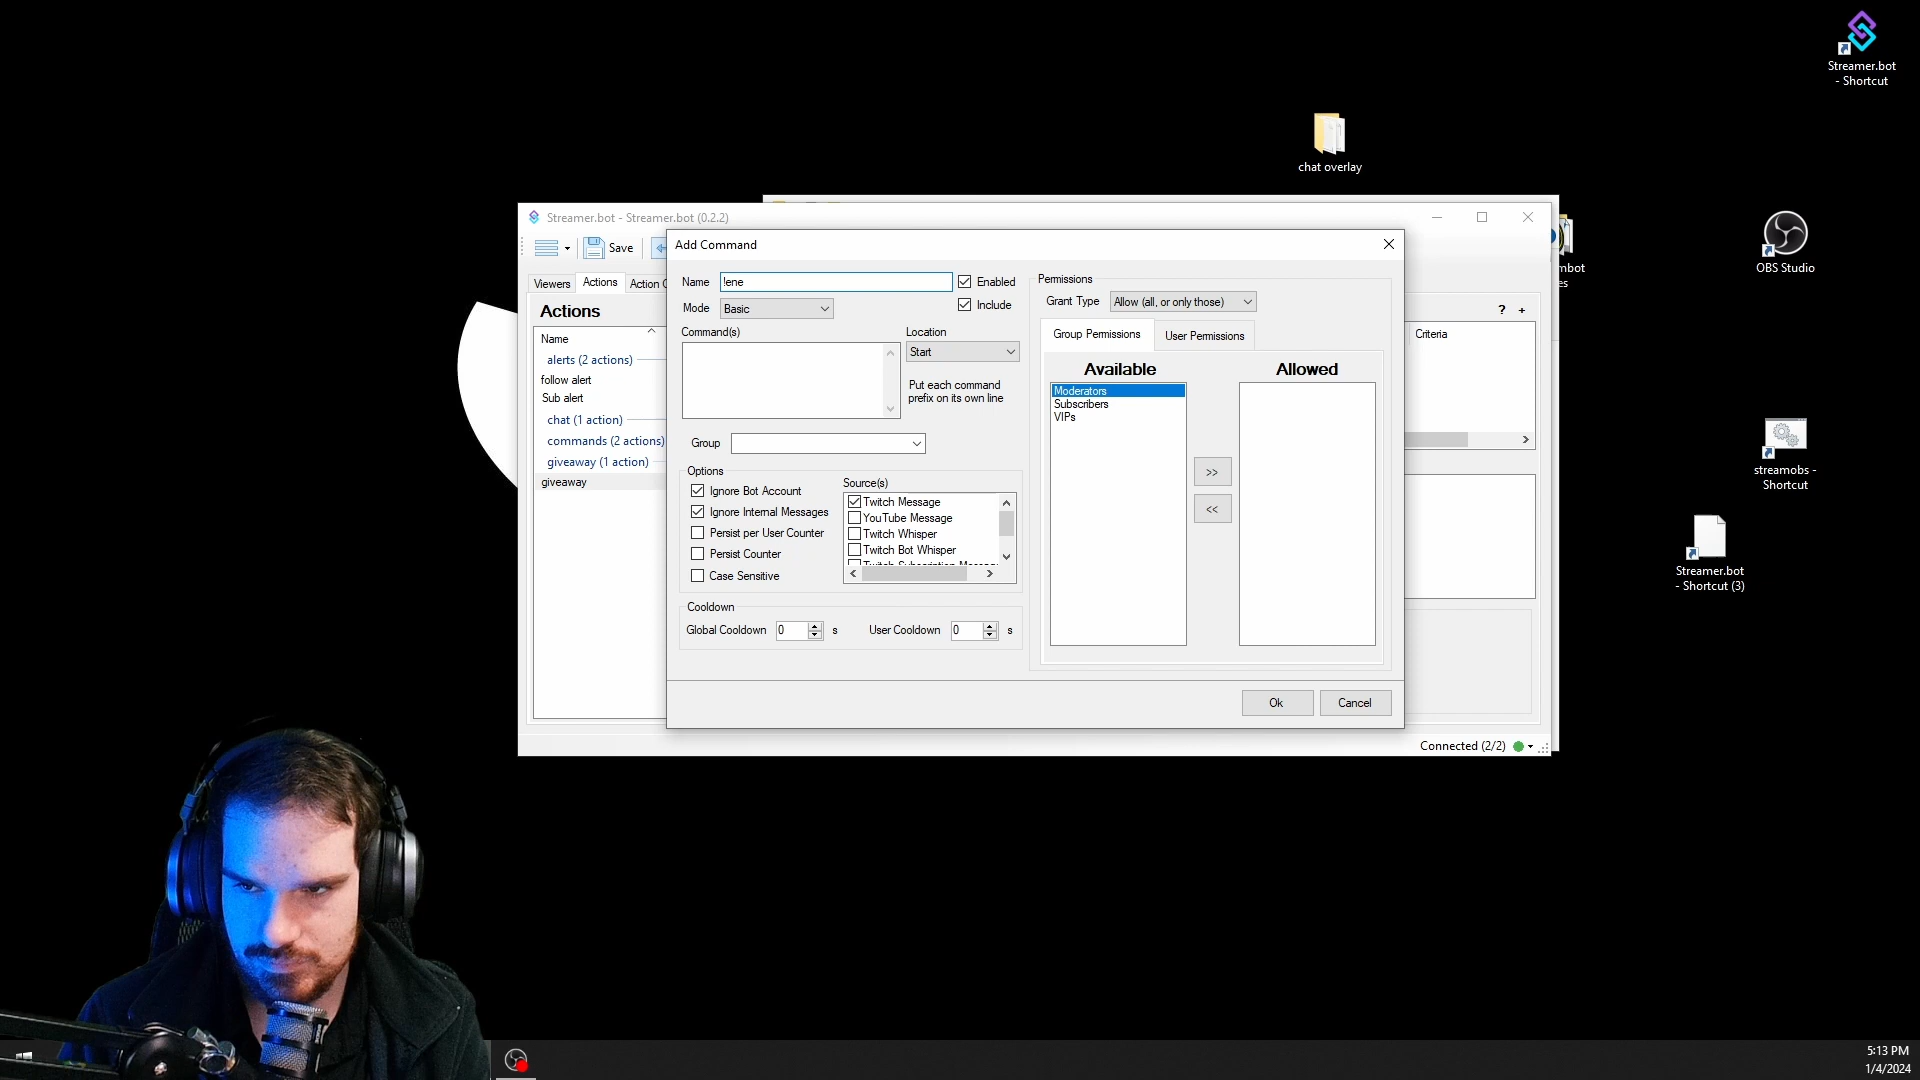 Streamer.bot
- Shortcut
chat overlay
OBS Studio
streamobs -
Shortcut
Streamer.bot
- Shortcut (3)
Streamer.bot - Streamer.bot (0.2.2)
Save
Viewers
Actions
Actions
Name
alerts (2 actions)
follow alert
Sub alert
chat (1 action)
commands (2 actions)
giveaway (1 action)
giveaway
Add Command
Name
!ene
Enabled
Mode
Basic
Include
Command(s)
Location
Start
Put each command
prefix on its own line
Group
Options
Ignore Bot Account
Ignore Internal Messages
Persist per User Counter
Persist Counter
Case Sensitive
Source(s)
Twitch Message
YouTube Message
Twitch Whisper
Twitch Bot Whisper
Cooldown
Global Cooldown
0
s
User Cooldown
0
s
Permissions
Grant Type
Allow (all, or only those)
Group Permissions
User Permissions
Available
Moderators
Subscribers
VIPs
>>
<<
Allowed
Ok
Cancel
? +
Criteria
Connected (2/2)
5:13 PM
1/4/2024